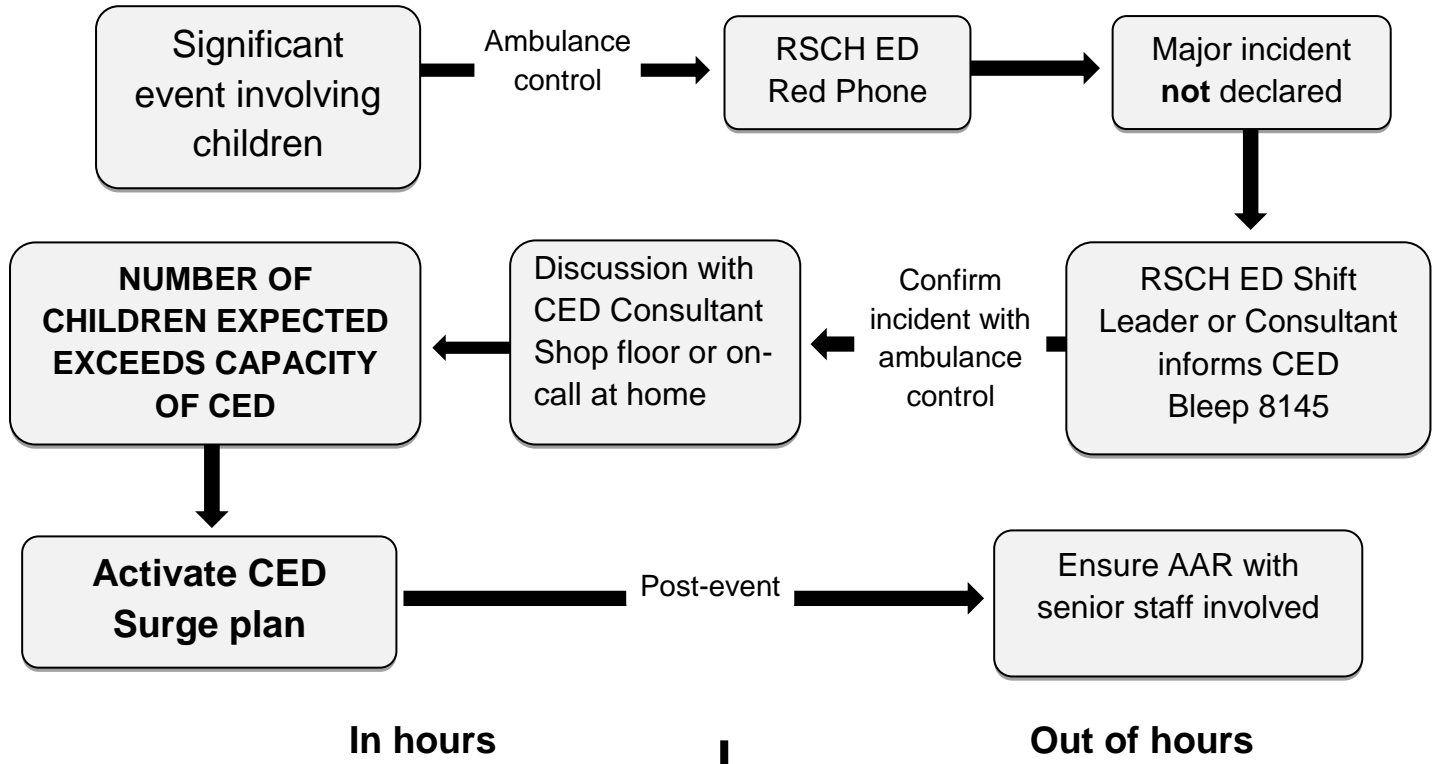 Significant
event involving
children
Ambulance
control
RSCH ED
Red Phone
Major incident
not declared
RSCH ED Shift
Leader or Consultant
informs CED
Bleep 8145
Confirm
incident with
ambulance
control
Discussion with
CED Consultant
Shop floor or on-
call at home
NUMBER OF
CHILDREN EXPECTED
EXCEEDS CAPACITY
OF CED
Activate CED
Surge plan
Post-event
Ensure AAR with
senior staff involved
In hours
Out of hours